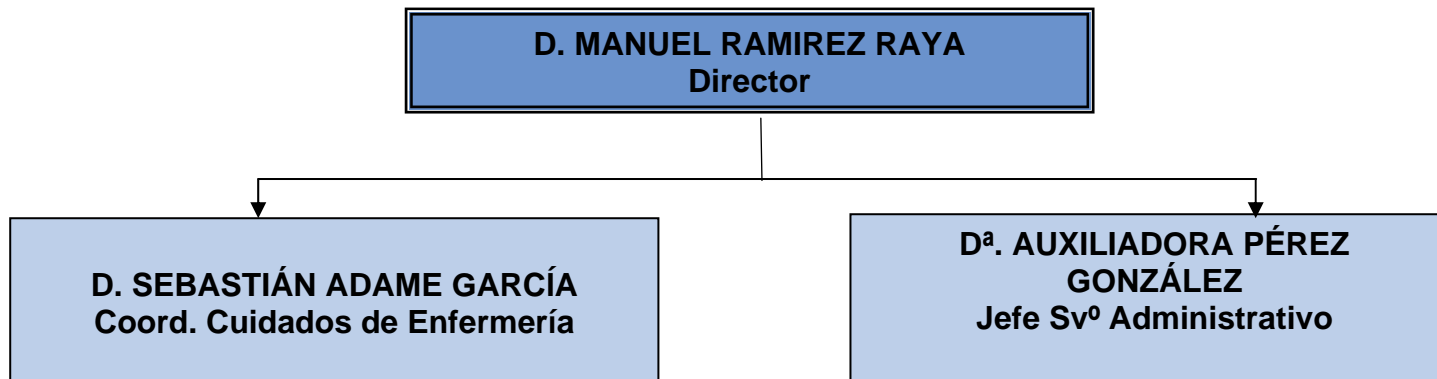 D. MANUEL RAMIREZ RAYA
Director
D. SEBASTIÁN ADAME GARCÍA
Coord. Cuidados de Enfermería
Dª. AUXILIADORA PÉREZ
GONZÁLEZ
Jefe Svº Administrativo